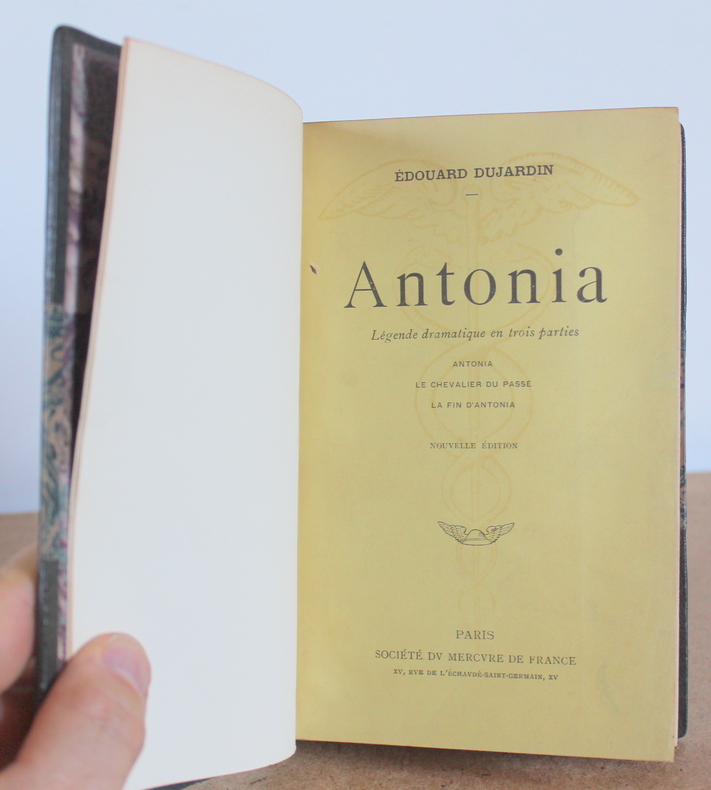 ÉDOUARD DUJARDIN
Antonia
Légende dramatique en trois parties
ANTONIA
LE CHEVALIER DU PASSÉ
LA FIN D'ANTONIA
NOUVELLE ÉDITION
PARIS
SOCIÉTÉ DV MERCVRE DE FRANCE
XV, RVE DE L'ÉCHAVDÉ-SAINT-GERMAIN, XV